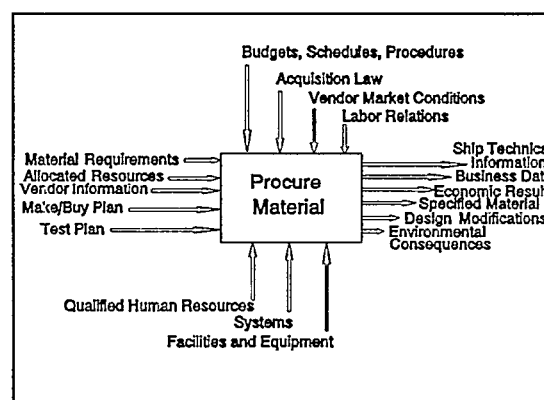 Budgets, Schedules, Procedures
Acquisition Law
Vendor Market Conditions
Labor Relations
Material Requirements
Allocated Resources
Vendor Information
Make/Buy Plan
Test Plan
Procure
Material
Ship Technica
Information
Business Data
Economic Result
Specified Material
Design Modifications
Environmental
Consequences
Qualified Human Resources
Systems
Facilities and Equipment